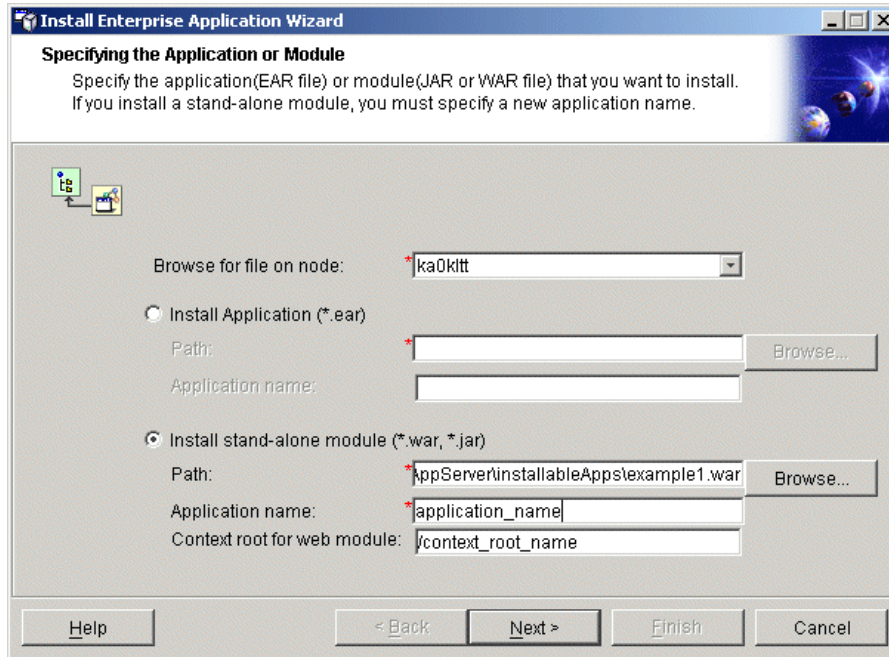 Install Enterprise Application Wizard
Specifying the Application or Module
Specify the application(EAR file) or module(JAR or WAR file) that you want to install.
If you install a stand-alone module, you must specify a new application name.
Browse for file on node: *ka0kltt
Install Application (*.ear)
Path: * Browse...
Application name:
Install stand-alone module (*.war, *.jar)
Path: *\ppServer\installableApps\example1.war Browse...
Application name: *application_name
Context root for web module: /context_root_name
Help < Back Next > Finish Cancel